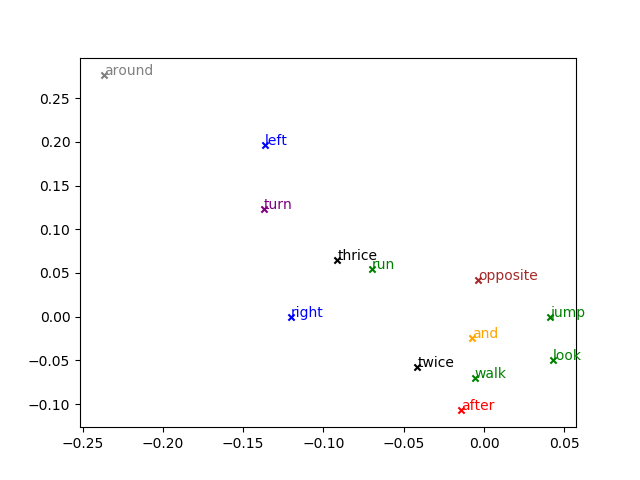 around
0.25
left
0.20
turn
0.15
0.10
thrice
run
0.05
opposite
right
jump
0.00
and
look
−0.05
twice
walk
after
−0.10
−0.25 −0.20 −0.15 −0.10 −0.05 0.00 0.05